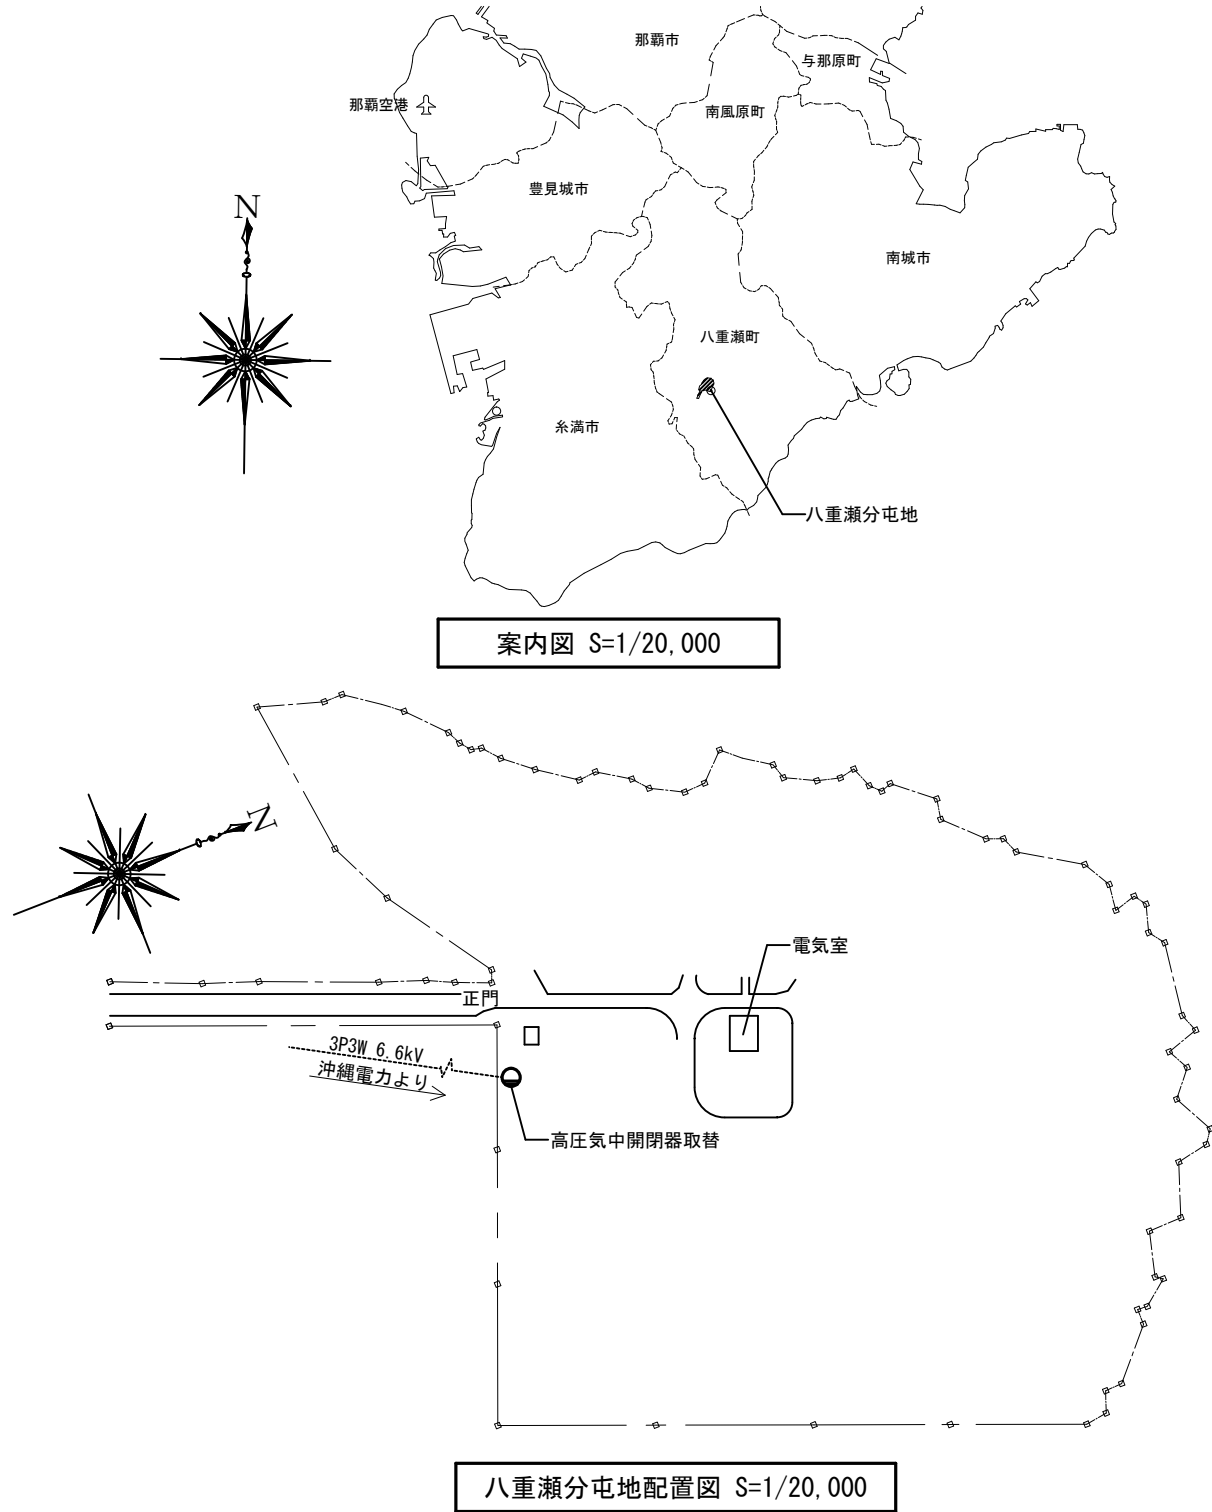 那覇市
与那原町
那覇空港
南風原町
豊見城市
N
南城市
八重瀬町
糸満市
八重瀬分屯地
案内図 S=1/20,000
N
電気室
正門
3P3W 6.6kV
沖縄電力より
高圧気中開閉器取替
八重瀬分屯地配置図 S=1/20,000